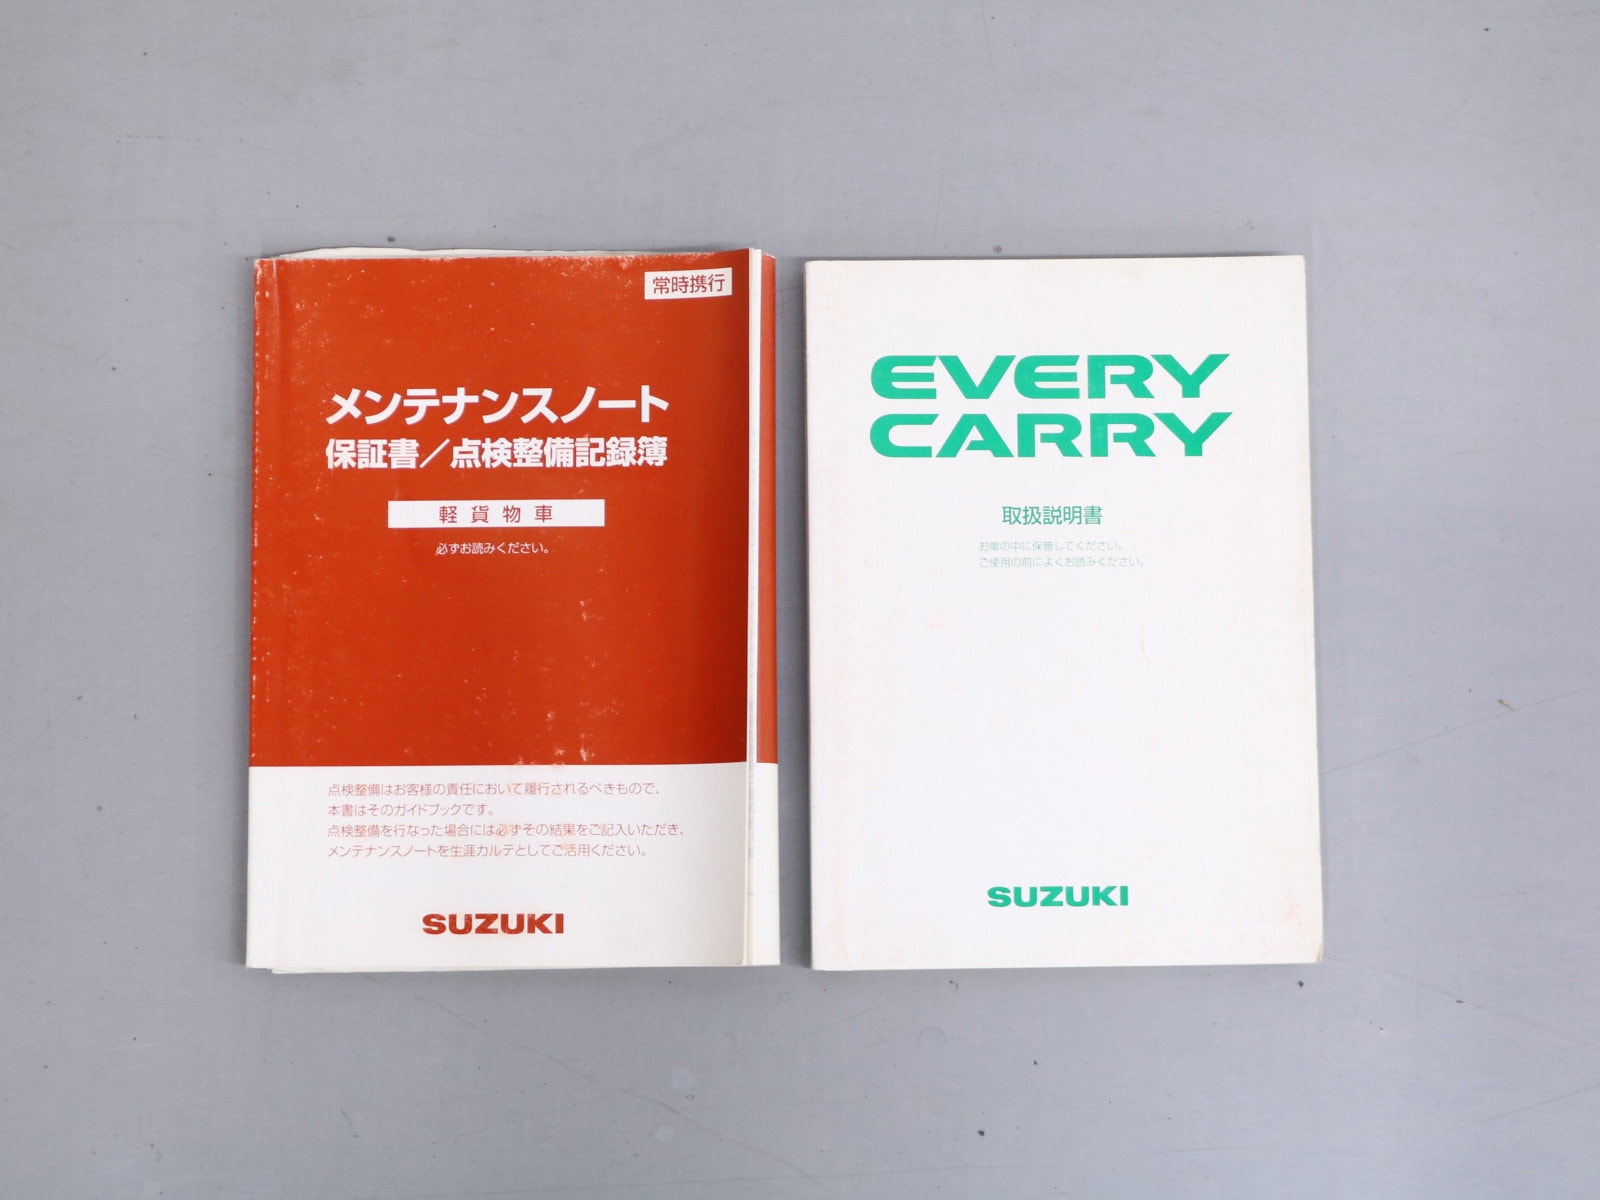 常時携行
メンテナンスノート
保証書／点検整備記録簿
軽貨物車
必ずお読みください。
点検整備はお客様の責任において履行されるべきもので、
本書はそのガイドブックです。
点検整備を行なった場合には必ずその結果をご記入いただき、
メンテナンスノートを生涯カルテとしてご活用ください。
SUZUKI
EVERY
CARRY
取扱説明書
お車の中に保管してください。
ご使用の前によくお読みください。
SUZUKI